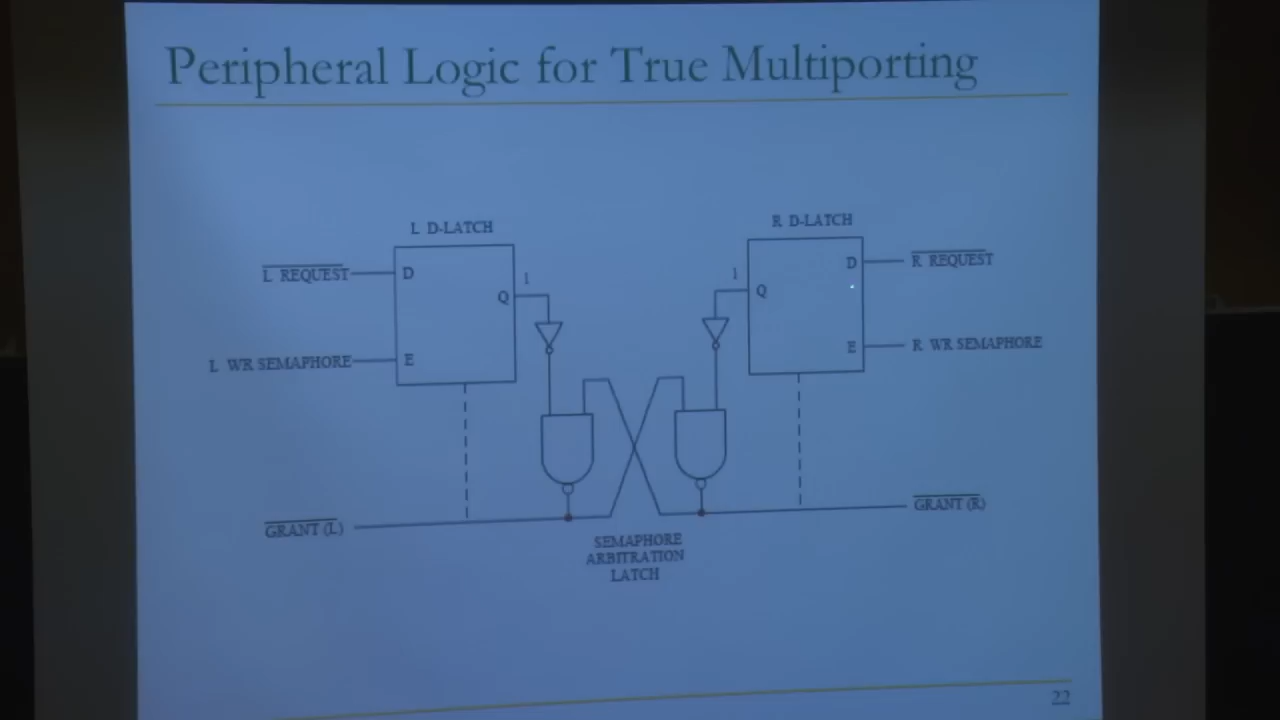 Peripheral Logic for True Multiporting
L D-LATCH
R D-LATCH
L REQUEST
D
Q
1
1
Q
D
R REQUEST
L WR SEMAPHORE
E
E
R WR SEMAPHORE
GRANT (L)
GRANT (R)
SEMAPHORE
ARBITRATION
LATCH
22